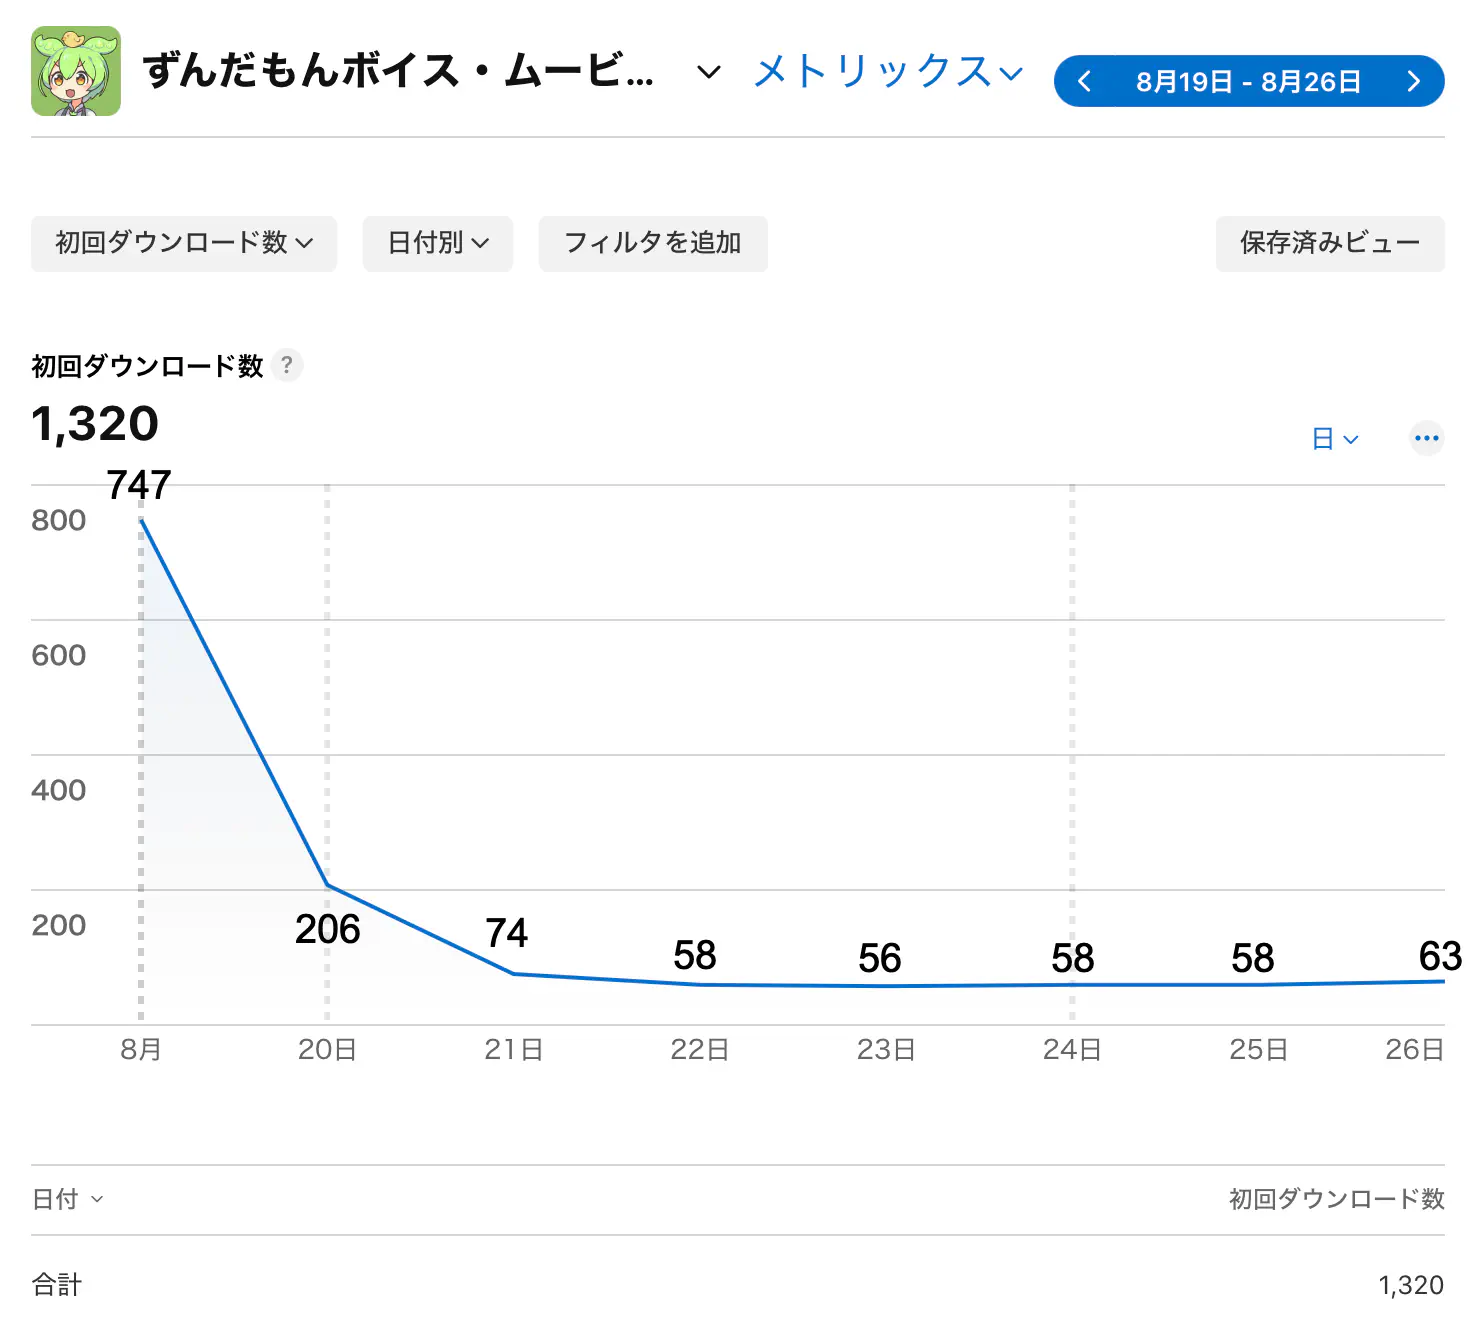 ずんだもんボイス・ムービ...
メトリックス
8月19日 - 8月26日
初回ダウンロード数
日付別
フィルタを追加
保存済みビュー
初回ダウンロード数 ?
1,320
日
747
800
600
400
200
206
74
58
56
58
58
63
8月
20日
21日
22日
23日
24日
25日
26日
日付
初回ダウンロード数
合計
1,320